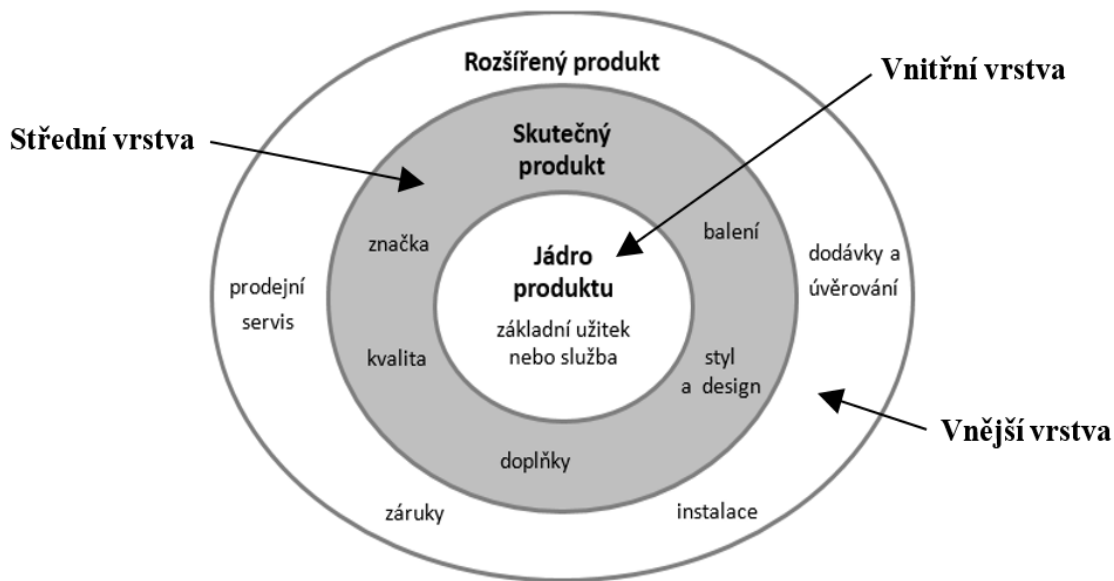 Rozšířený produkt
Vnitřní vrstva
Střední vrstva
Skutečný
produkt
značka
balení
Jádro
produktu
základní užitek
nebo služba
prodejní
servis
dodávky a
úvěrování
kvalita
styl
a design
Vnější vrstva
doplňky
záruky
instalace